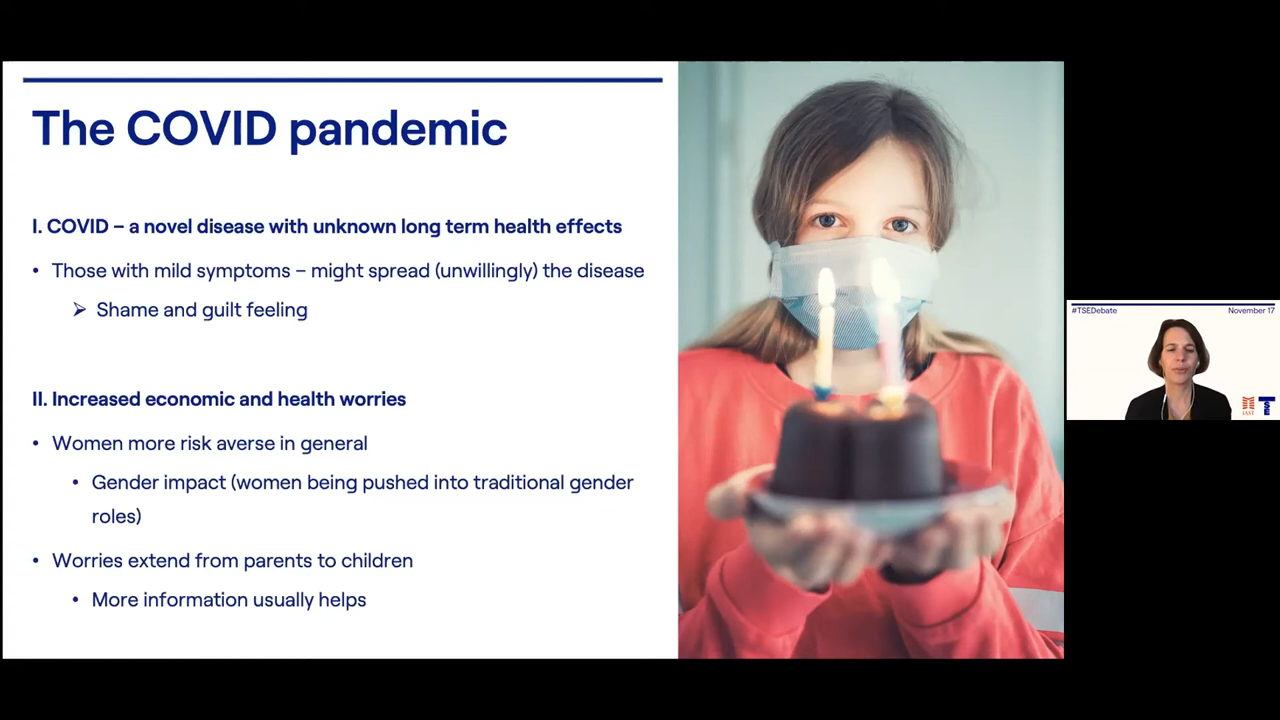 The COVID pandemic
I. COVID – a novel disease with unknown long term health effects
• Those with mild symptoms – might spread (unwillingly) the disease
➢ Shame and guilt feeling
II. Increased economic and health worries
• Women more risk averse in general
• Gender impact (women being pushed into traditional gender
roles)
• Worries extend from parents to children
• More information usually helps
#TSEDebate
November 17
IAST
TSE